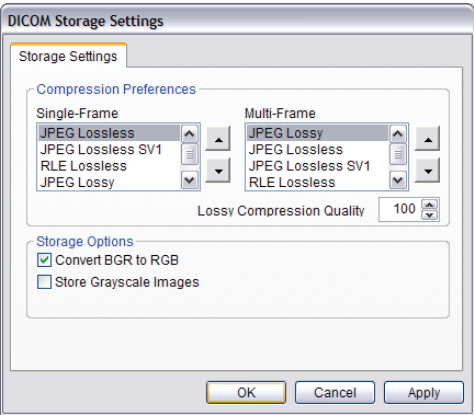 DICOM Storage Settings
Storage Settings
Compression Preferences
Single-Frame
JPEG Lossless
JPEG Lossless SV1
RLE Lossless
JPEG Lossy
Multi-Frame
JPEG Lossy
JPEG Lossless
JPEG Lossless SV1
RLE Lossless
Lossy Compression Quality 100
Storage Options
Convert BGR to RGB
Store Grayscale Images
OK Cancel Apply